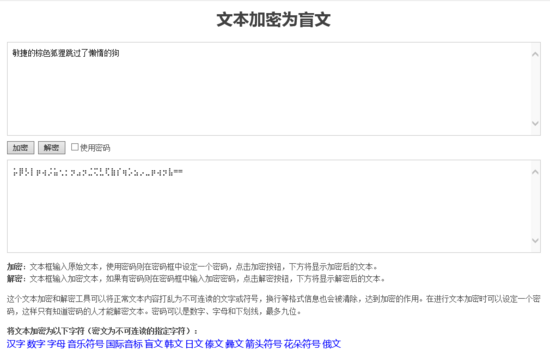 文本加密为盲文
敏捷的棕色狐狸跳过了懒惰的狗
加密 解密 使用密码
加密：文本框输入原始文本，使用密码则在密码框中设定一个密码，点击加密按钮，下方将显示加密后的文本。
解密：文本框输入加密文本，如果有密码则在密码框中输入加密密码，点击解密按钮，下方将显示解密后的文本。
这个文本加密和解密工具可以将正常文本内容打乱为不可连读的文字或符号，换行等格式信息也会被清除，达到加密的作用。在进行文本加密时可以设定一个密
码，这样只有知道密码的人才能解密文本。密码可以是数字、字母和下划线，最多九位。
将文本加密为以下字符（密文为不可连读的指定字符）：
汉字 数字 字母 音乐符号 国际音标 盲文 韩文 日文 傣文 彝文 箭头符号 花朵符号 俄文